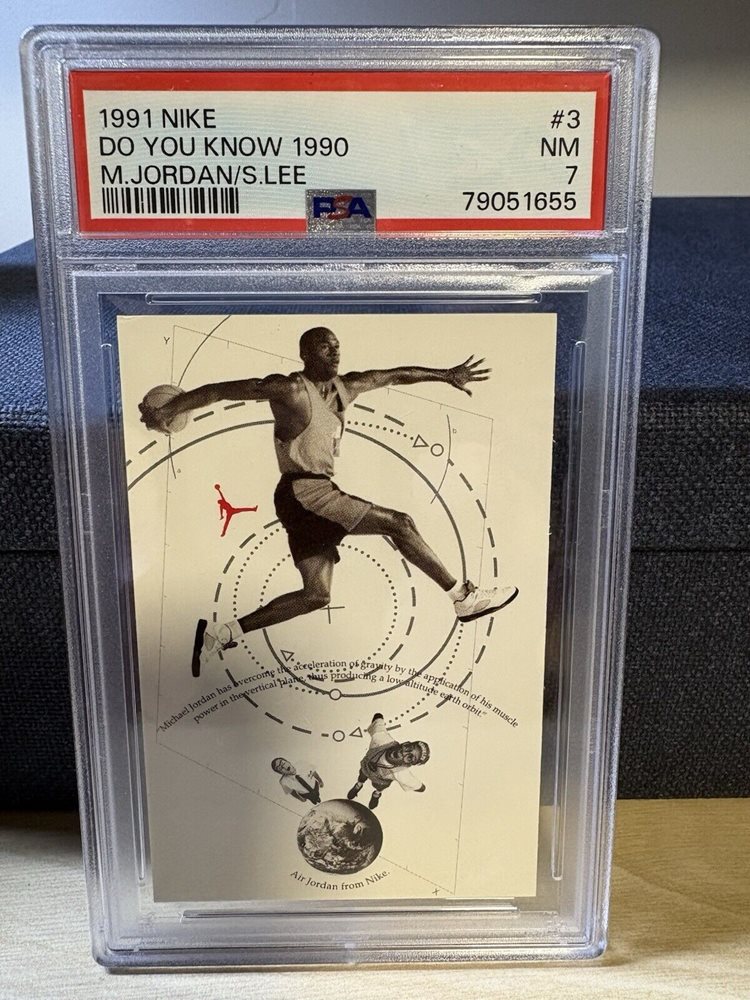 1991 NIKE #3
DO YOU KNOW 1990 NM
M.JORDAN/S.LEE 7
PSA 79051655
Y
"Michael Jordan has overcome the acceleration of gravity by the application of his muscle
power in the vertical plane, thus producing a low altitude earth orbit."
Air Jordan from Nike.
X